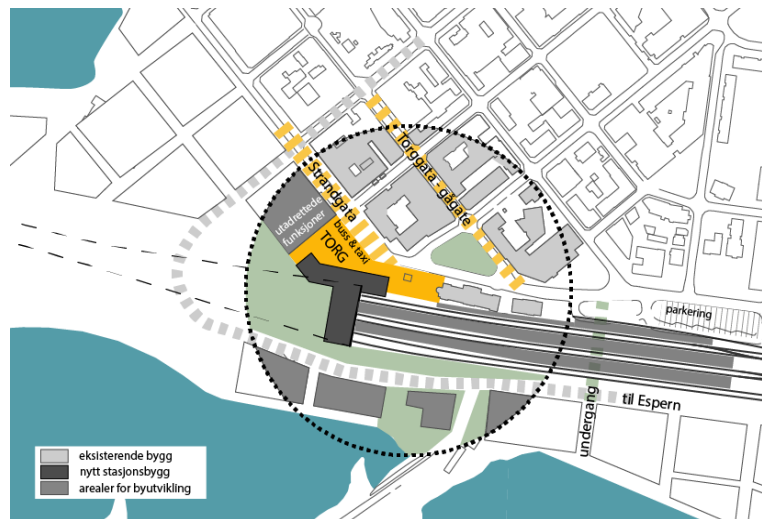 Torggata - gågate
Strandgata
utadrettede
funksjoner
buss & taxi
TORG
parkering
til Espern
undergang
eksisterende bygg
nytt stasjonsbygg
arealer for byutvikling